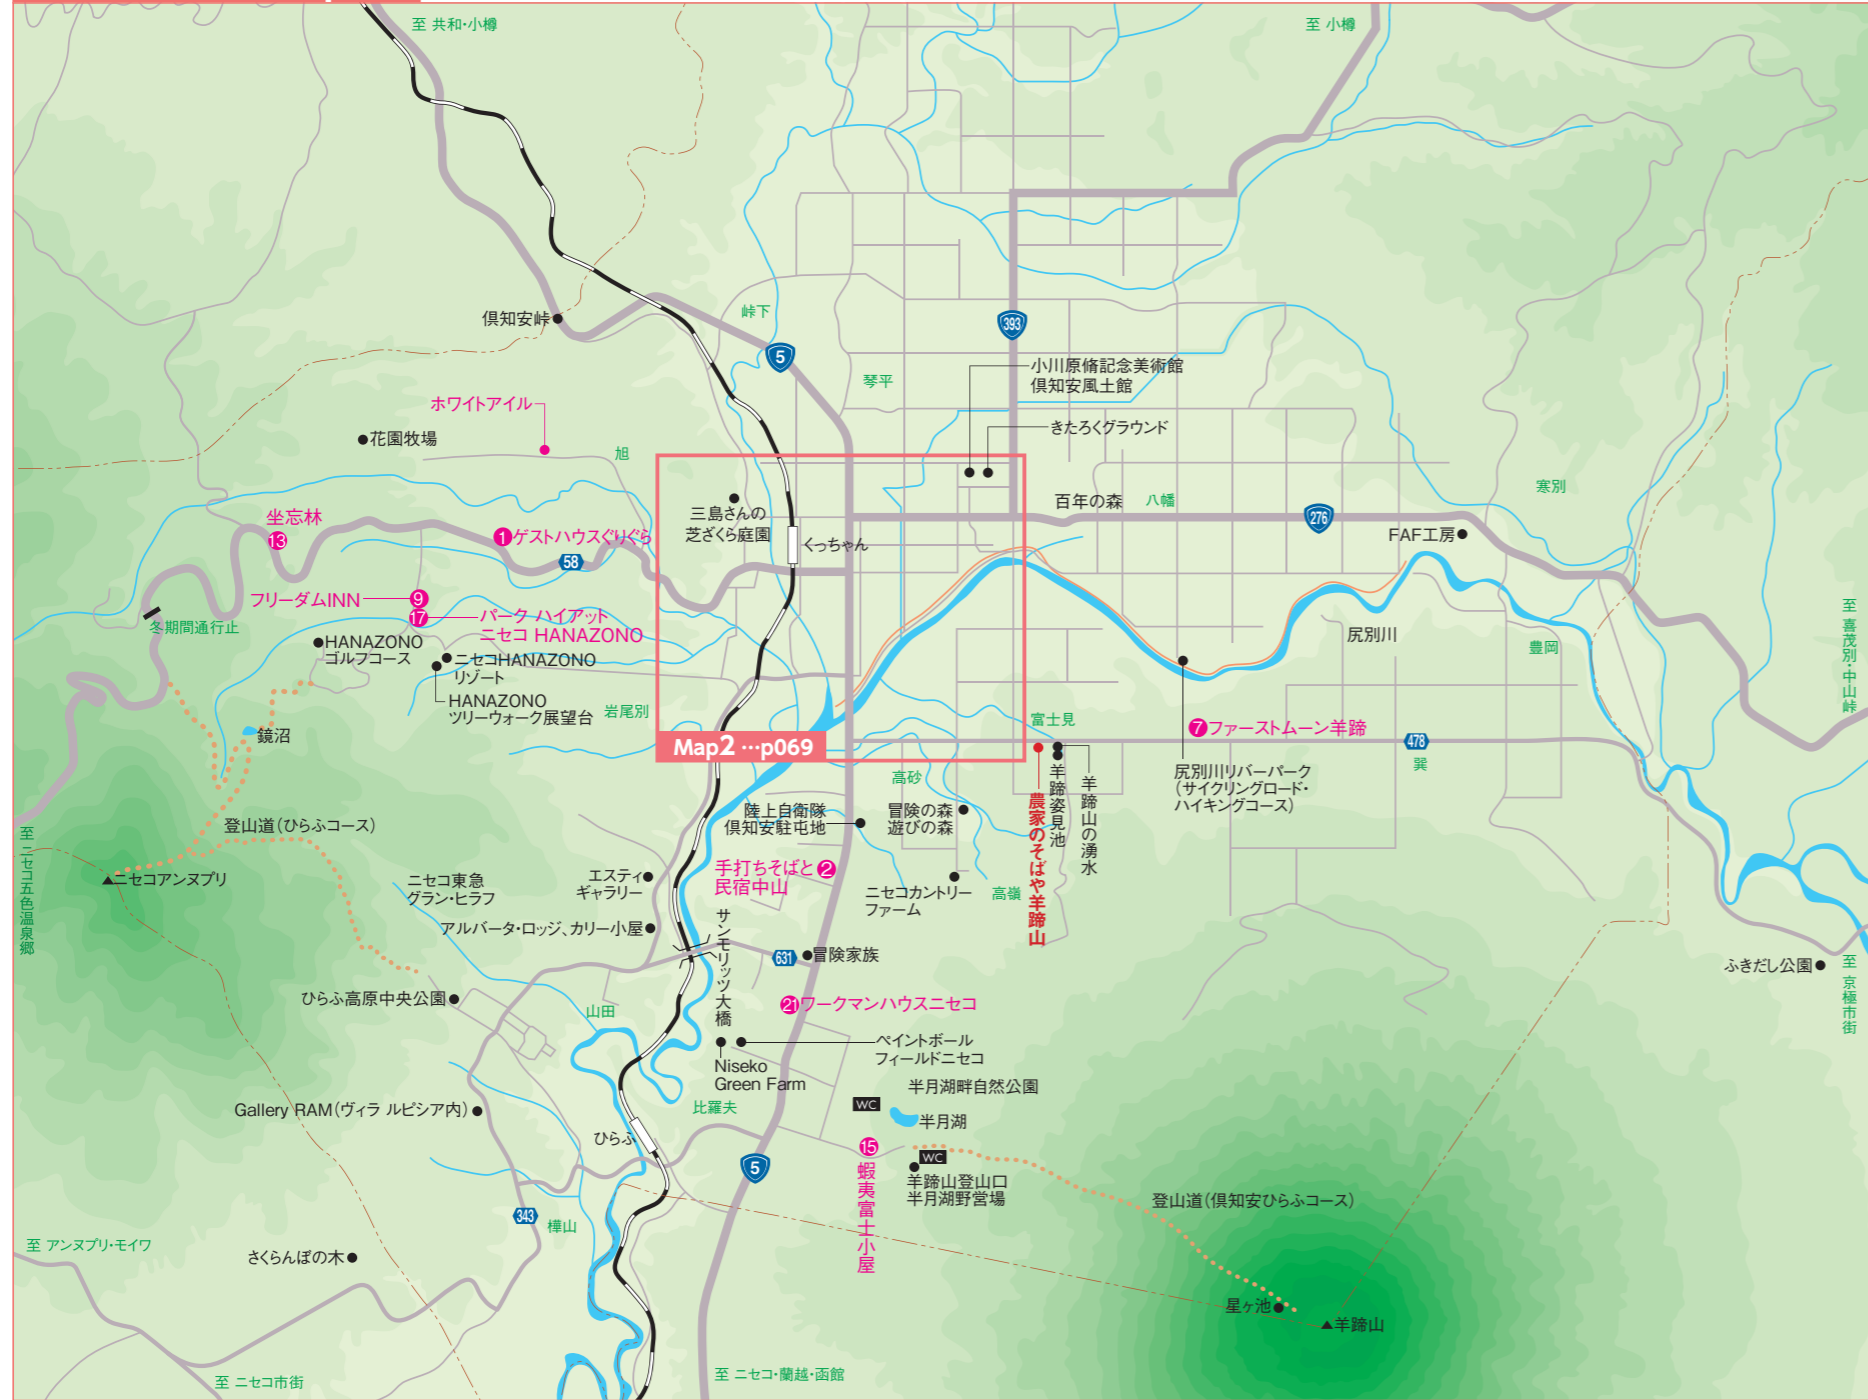 至 共和・小樽
至 小樽
倶知安峠
峠下
5
393
琴平
小川原脩記念美術館
倶知安風土館
ホワイトアイル
花園牧場
きたろくグラウンド
旭
三島さんの
芝ざくら庭園
くっちゃん
百年の森
八幡
寒別
276
FAF工房
坐忘林
13
1 ゲストハウスぐりぐら
58
フリーダムINN
9
17
パーク ハイアット
ニセコ HANAZONO
冬期間通行止
HANAZONO
ゴルフコース
ニセコHANAZONO
リゾート
HANAZONO
ツリーウォーク展望台
岩尾別
鏡沼
Map2 …p069
尻別川
豊岡
至 喜茂別・中山峠
富士見
7 ファーストムーン羊蹄
478
巽
尻別川リバーパーク
(サイクリングロード・
ハイキングコース)
農家のそばや羊蹄山
羊蹄姿見池
羊蹄山の湧水
高砂
冒険の森
遊びの森
陸上自衛隊
倶知安駐屯地
登山道(ひらふコース)
至 ニセコ五色温泉郷
ニセコアンヌプリ
ニセコ東急
グラン・ヒラフ
エスティ
ギャラリー
手打ちそばと
民宿中山
2
ニセコカントリー
ファーム
高嶺
アルバータ・ロッジ、カリー小屋
サンモリッツ大橋
631
冒険家族
ふきだし公園
至 京極市街
ひらふ高原中央公園
山田
21 ワークマンハウスニセコ
Niseko
Green Farm
ペイントボール
フィールドニセコ
半月湖畔自然公園
WC
半月湖
Gallery RAM(ヴィラ ルピシア内)
比羅夫
ひらふ
5
15
蝦夷富士小屋
WC
羊蹄山登山口
半月湖野営場
登山道(倶知安ひらふコース)
343
樺山
至 アンヌプリ・モイワ
さくらんぼの木
星ヶ池
羊蹄山
至 ニセコ市街
至 ニセコ・蘭越・函館